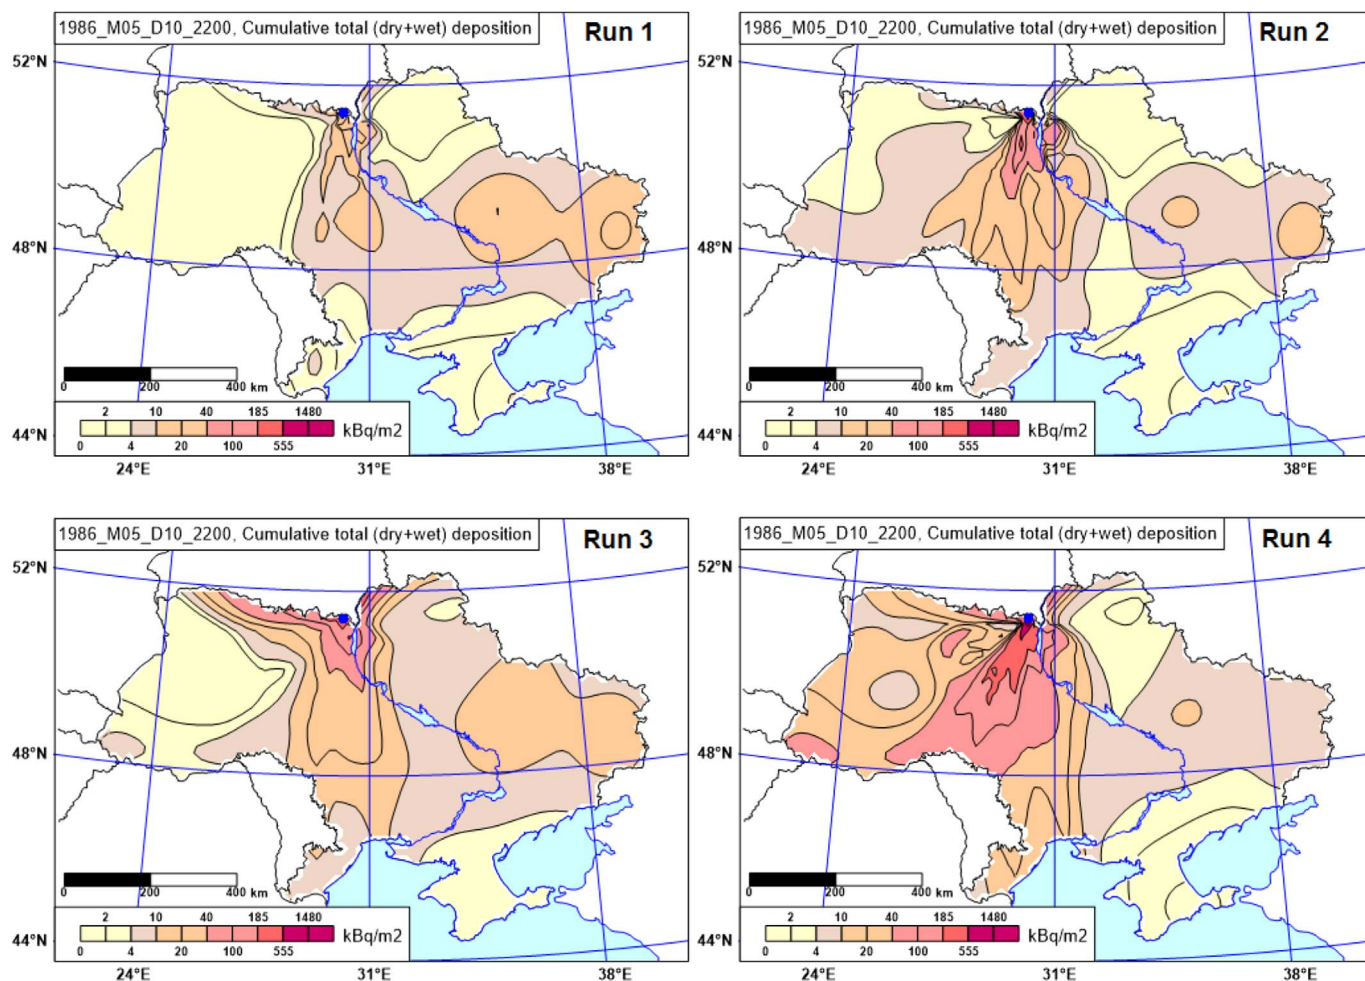 1986_M05_D10_2200, Cumulative total (dry+wet) deposition
Run 1
52°N
48°N
44°N
0 200 400 km
2 10 40 185 1480
0 4 20 100 555
kBq/m2
24°E 31°E 38°E
1986_M05_D10_2200, Cumulative total (dry+wet) deposition
Run 2
52°N
48°N
44°N
0 200 400 km
2 10 40 185 1480
0 4 20 100 555
kBq/m2
24°E 31°E 38°E
1986_M05_D10_2200, Cumulative total (dry+wet) deposition
Run 3
52°N
48°N
44°N
0 200 400 km
2 10 40 185 1480
0 4 20 100 555
kBq/m2
24°E 31°E 38°E
1986_M05_D10_2200, Cumulative total (dry+wet) deposition
Run 4
52°N
48°N
44°N
0 200 400 km
2 10 40 185 1480
0 4 20 100 555
kBq/m2
24°E 31°E 38°E